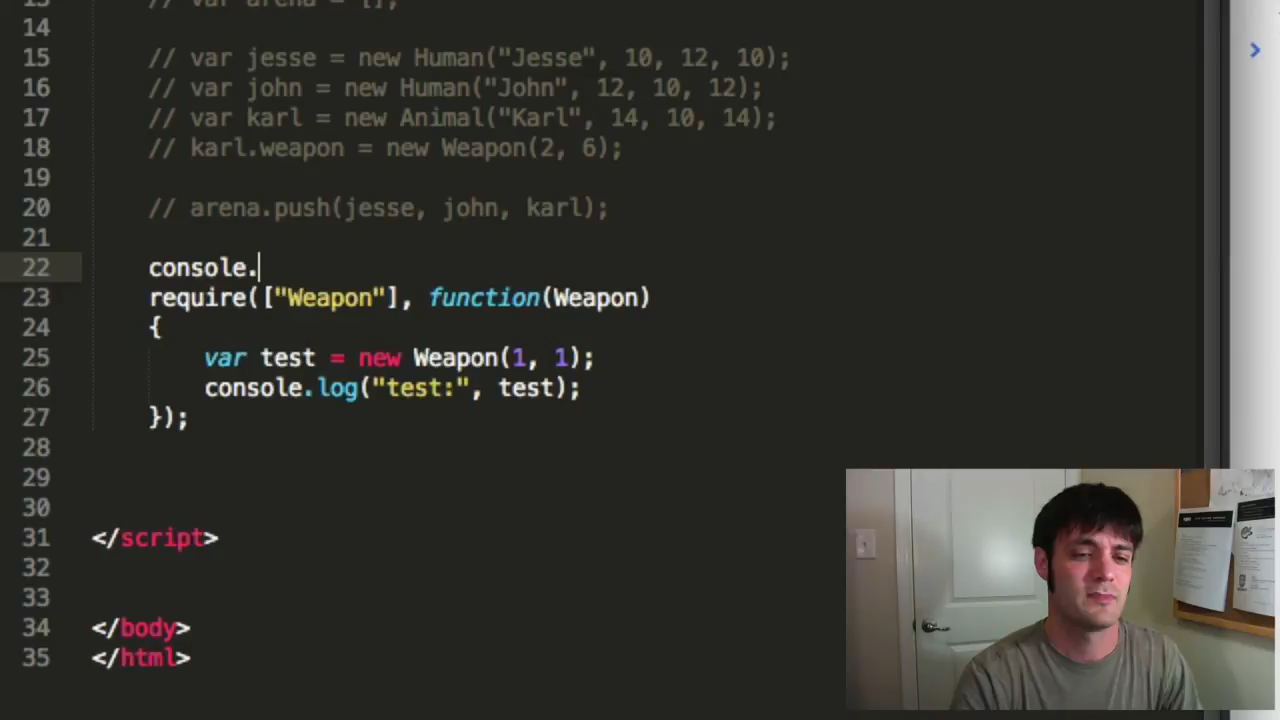 13 // var arena = [];
14
15 // var jesse = new Human("Jesse", 10, 12, 10);
16 // var john = new Human("John", 12, 10, 12);
17 // var karl = new Animal("Karl", 14, 10, 14);
18 // karl.weapon = new Weapon(2, 6);
19
20 // arena.push(jesse, john, karl);
21
22 console.
23 require(["Weapon"], function(Weapon)
24 {
25 var test = new Weapon(1, 1);
26 console.log("test:", test);
27 });
28
29
30
31 </script>
32
33
34 </body>
35 </html>